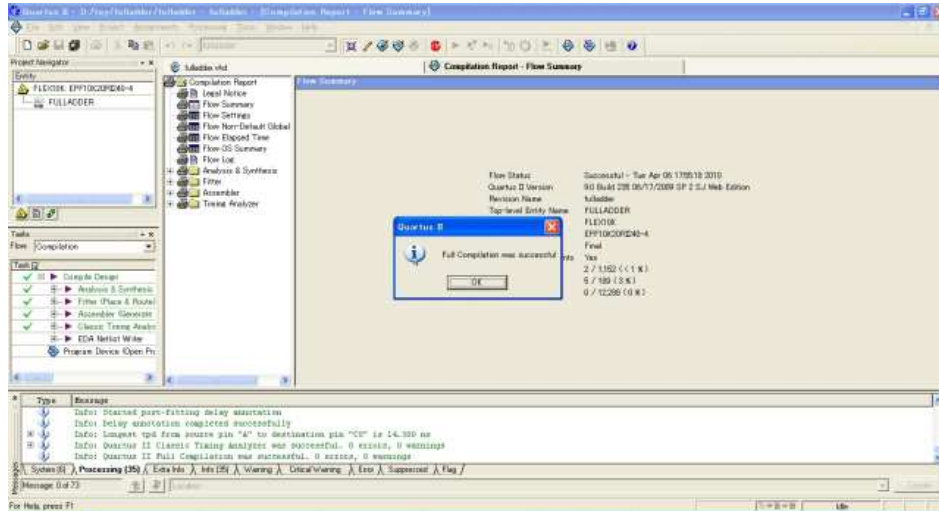 Quartus II - D:/roy/fulladder/fulladder - fulladder - [Compilation Report - Flow Summary]
Project Navigator
fulladder.vhd
Compilation Report - Flow Summary
Entity
FLEX10K: EPF10K20RC240-4
FULLADDER
Compilation Report
Legal Notice
Flow Summary
Flow Settings
Flow Non-Default Global
Flow Elapsed Time
Flow OS Summary
Flow Log
Analysis & Synthesis
Fitter
Assembler
Timing Analyzer
Flow Summary
Flow Status Successful - Tue Apr 06 2010
Quartus II Version 9.0 Build 235 06/17/2009 SP 2 SJ Web Edition
Revision Name fulladder
Top-level Entity Name FULLADDER
FLEX10K
EPF10K20RC240-4
Final
Yes
2 / 1,152 ( < 1 % )
5 / 189 ( 3 % )
0 / 12,288 ( 0 % )
Quartus II
Full Compilation was successful
OK
Tasks
Flow: Compilation
Task
Compile Design
Analysis & Synthesis
Fitter (Place & Route)
Assembler (Generate
Classic Timing Analy
EDA Netlist Writer
Program Device (Open Pr
Type Message
Info: Started post-fitting delay annotation
Info: Delay annotation completed successfully
Info: Longest tpd from source pin "A" to destination pin "CO" is 14.300 ns
Info: Quartus II Classic Timing Analyzer was successful. 0 errors, 0 warnings
Info: Quartus II Full Compilation was successful. 0 errors, 0 warnings
System (6) Processing (35) Extra Info Info (35) Warning Critical Warning Error Suppressed Flag
Message: 0 of 73
Location:
For Help, press F1
Idle